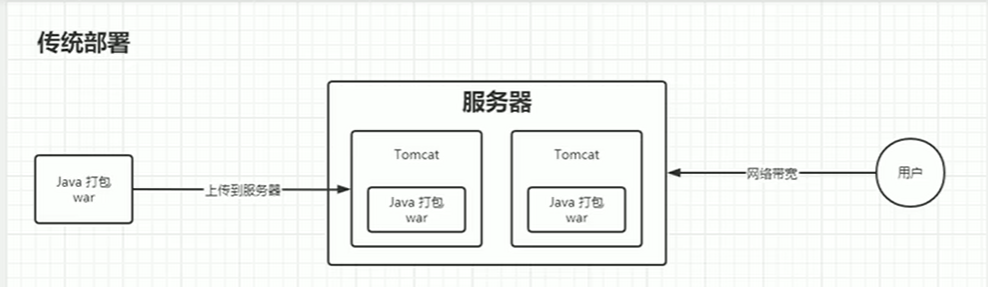 传统部署
服务器
Java 打包
war
上传到服务器
Tomcat
Java 打包
war
Tomcat
Java 打包
war
网络带宽
用户